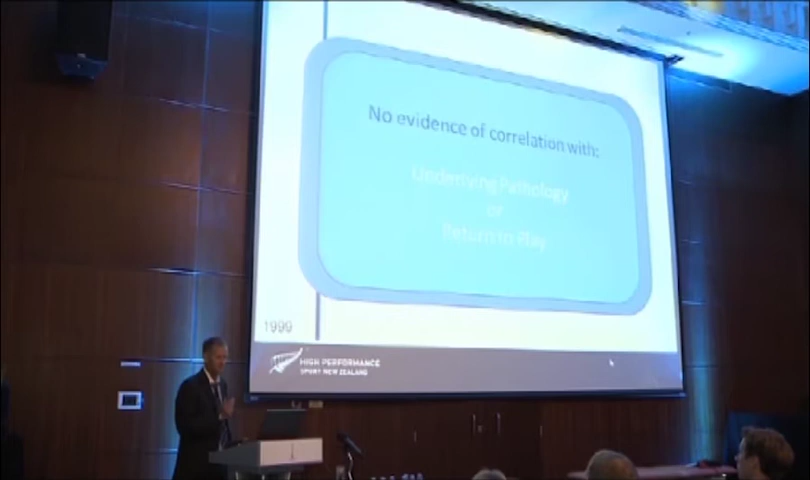 No evidence of correlation with:
Underlying Pathology
or
Return to Play
1999
HIGH PERFORMANCE
SPORT NEW ZEALAND